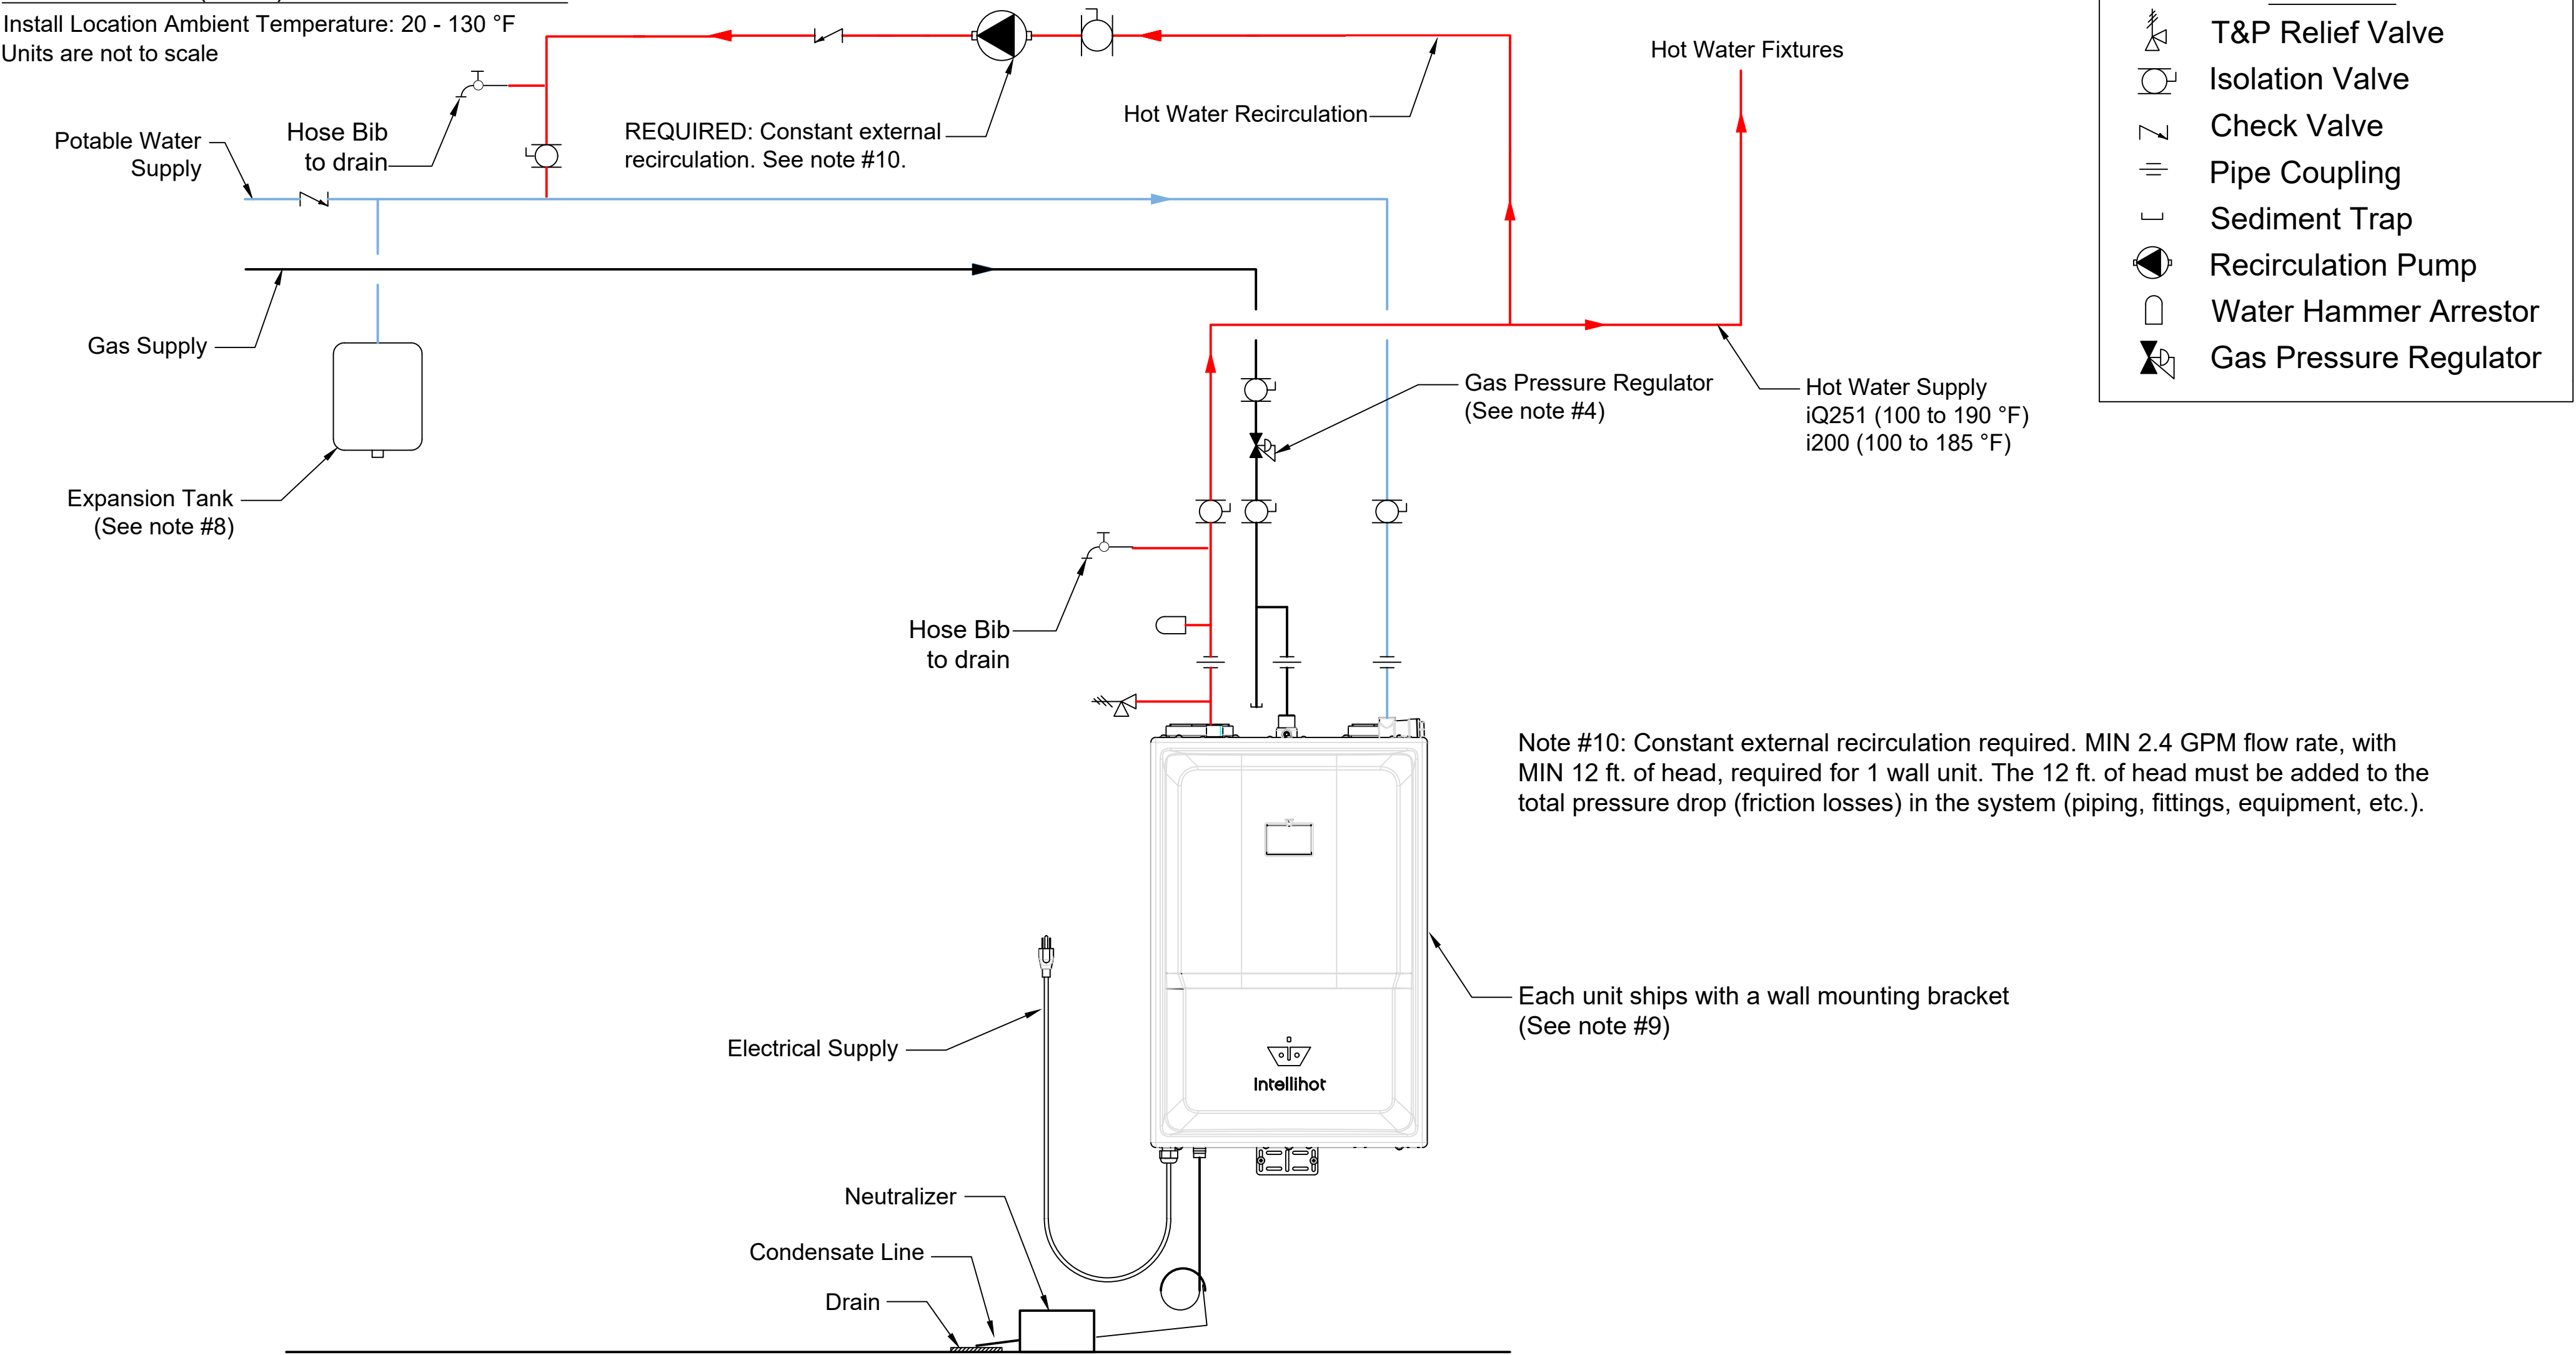 Install Location Ambient Temperature: 20 - 130 °F
Units are not to scale
Potable Water
Supply
Hose Bib
to drain
REQUIRED: Constant external
recirculation. See note #10.
Hot Water Recirculation
Hot Water Fixtures
T&P Relief Valve
Isolation Valve
Check Valve
Pipe Coupling
Sediment Trap
Recirculation Pump
Water Hammer Arrestor
Gas Pressure Regulator
Gas Supply
Gas Pressure Regulator
(See note #4)
Hot Water Supply
iQ251 (100 to 190 °F)
i200 (100 to 185 °F)
Expansion Tank
(See note #8)
Hose Bib
to drain
Note #10: Constant external recirculation required. MIN 2.4 GPM flow rate, with
MIN 12 ft. of head, required for 1 wall unit. The 12 ft. of head must be added to the
total pressure drop (friction losses) in the system (piping, fittings, equipment, etc.).
Each unit ships with a wall mounting bracket
(See note #9)
Electrical Supply
Intellihot
Neutralizer
Condensate Line
Drain